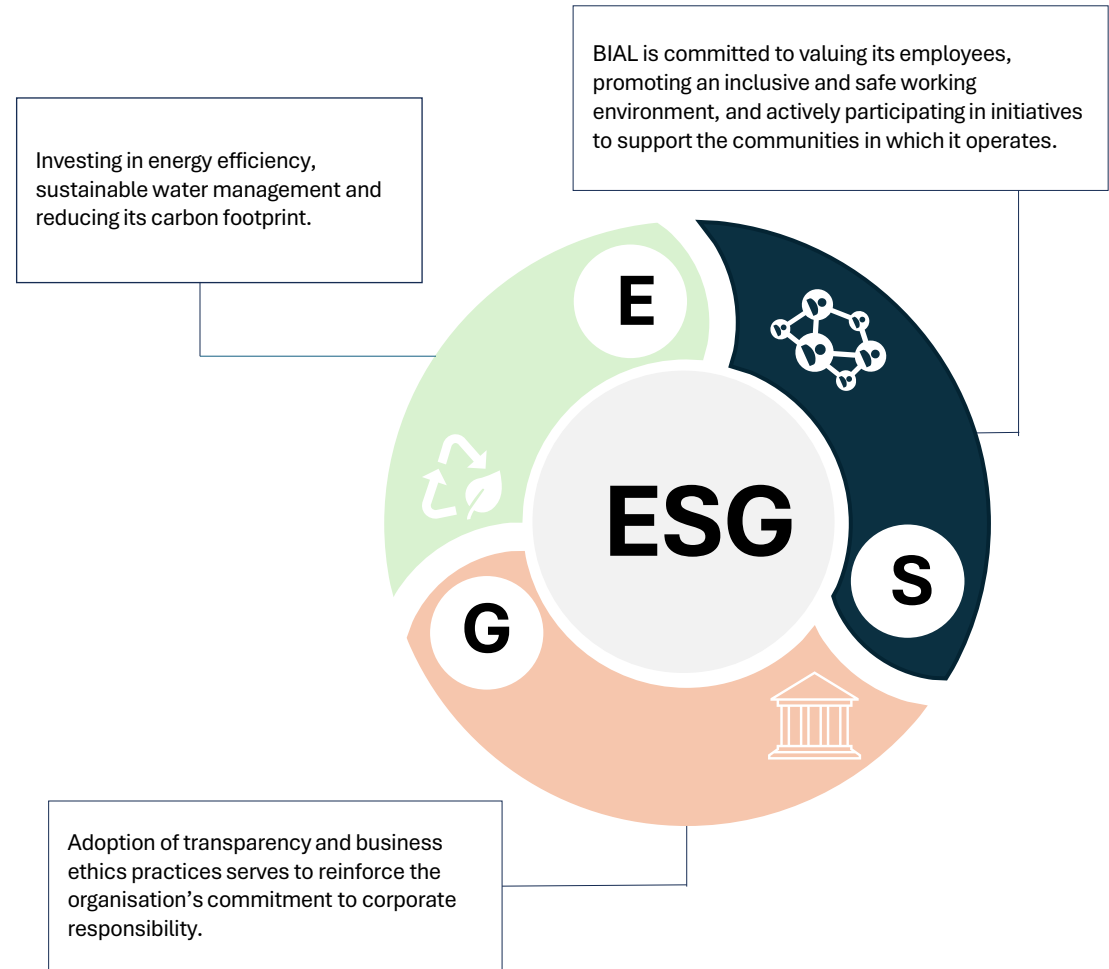 BIAL is committed to valuing its employees,
promoting an inclusive and safe working
environment, and actively participating in initiatives
to support the communities in which it operates.
Investing in energy efficiency,
sustainable water management and
reducing its carbon footprint.
E
ESG
S
G
Adoption of transparency and business
ethics practices serves to reinforce the
organisation’s commitment to corporate
responsibility.